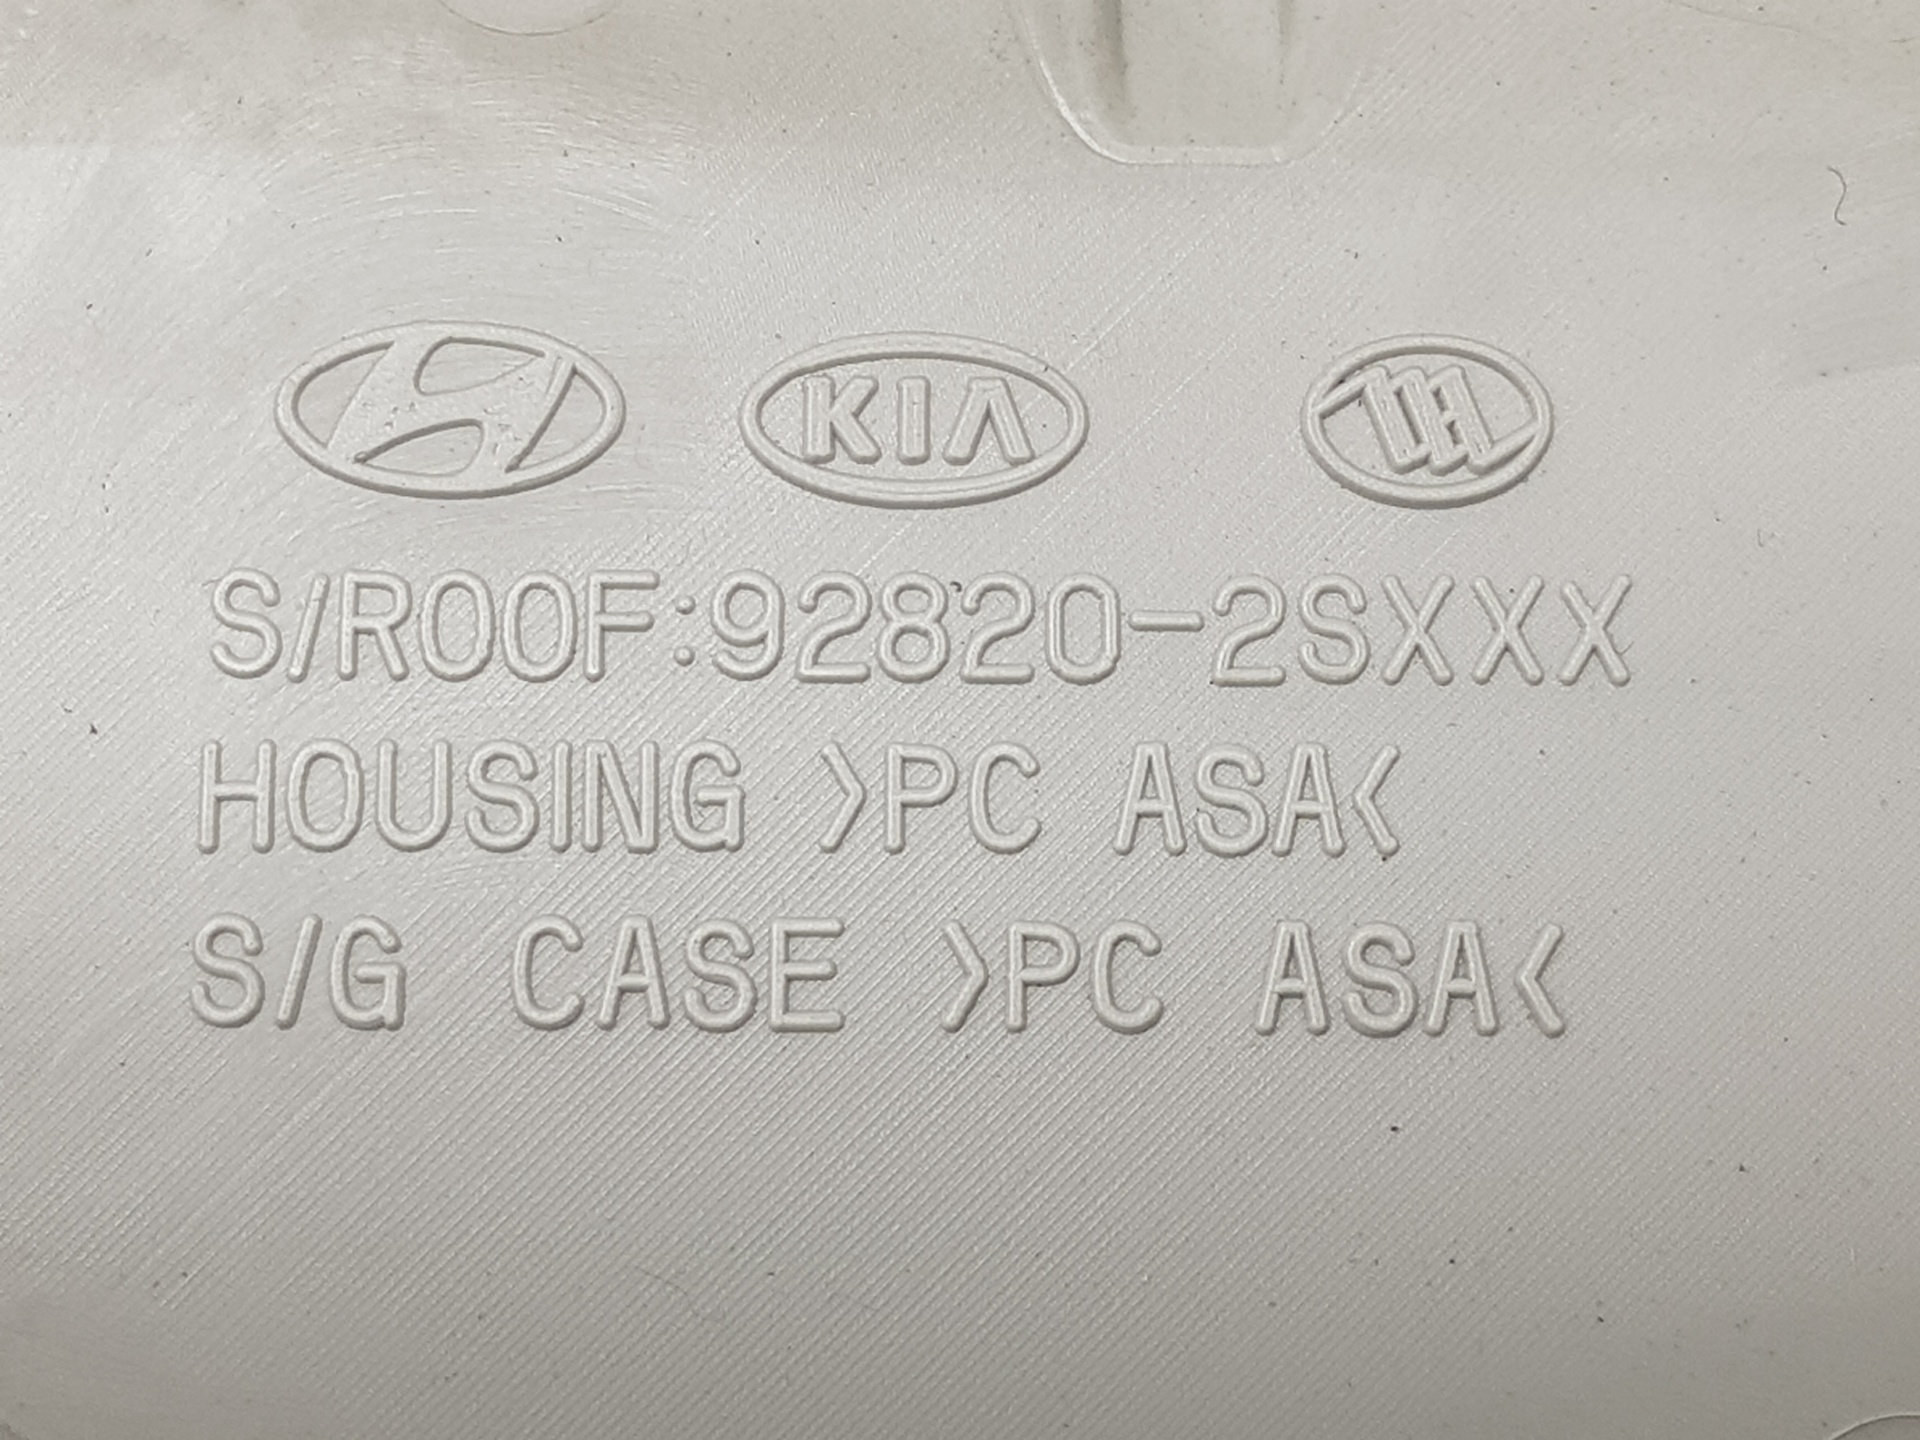 KIA
S/ROOF:92820-2SXXX
HOUSING >PC ASA<
S/G CASE >PC ASA<